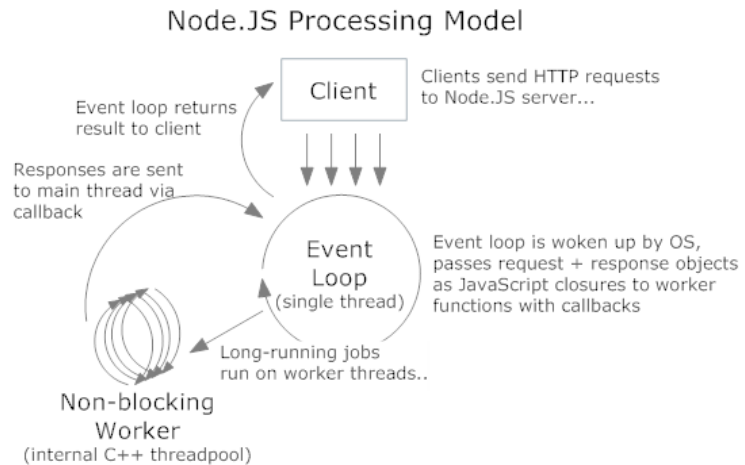 Node.JS Processing Model
Client
Clients send HTTP requests
to Node.JS server...
Event loop returns
result to client
Responses are sent
to main thread via
callback
Event
Loop
(single thread)
Event loop is woken up by OS,
passes request + response objects
as JavaScript closures to worker
functions with callbacks
Long-running jobs
run on worker threads..
Non-blocking
Worker
(internal C++ threadpool)